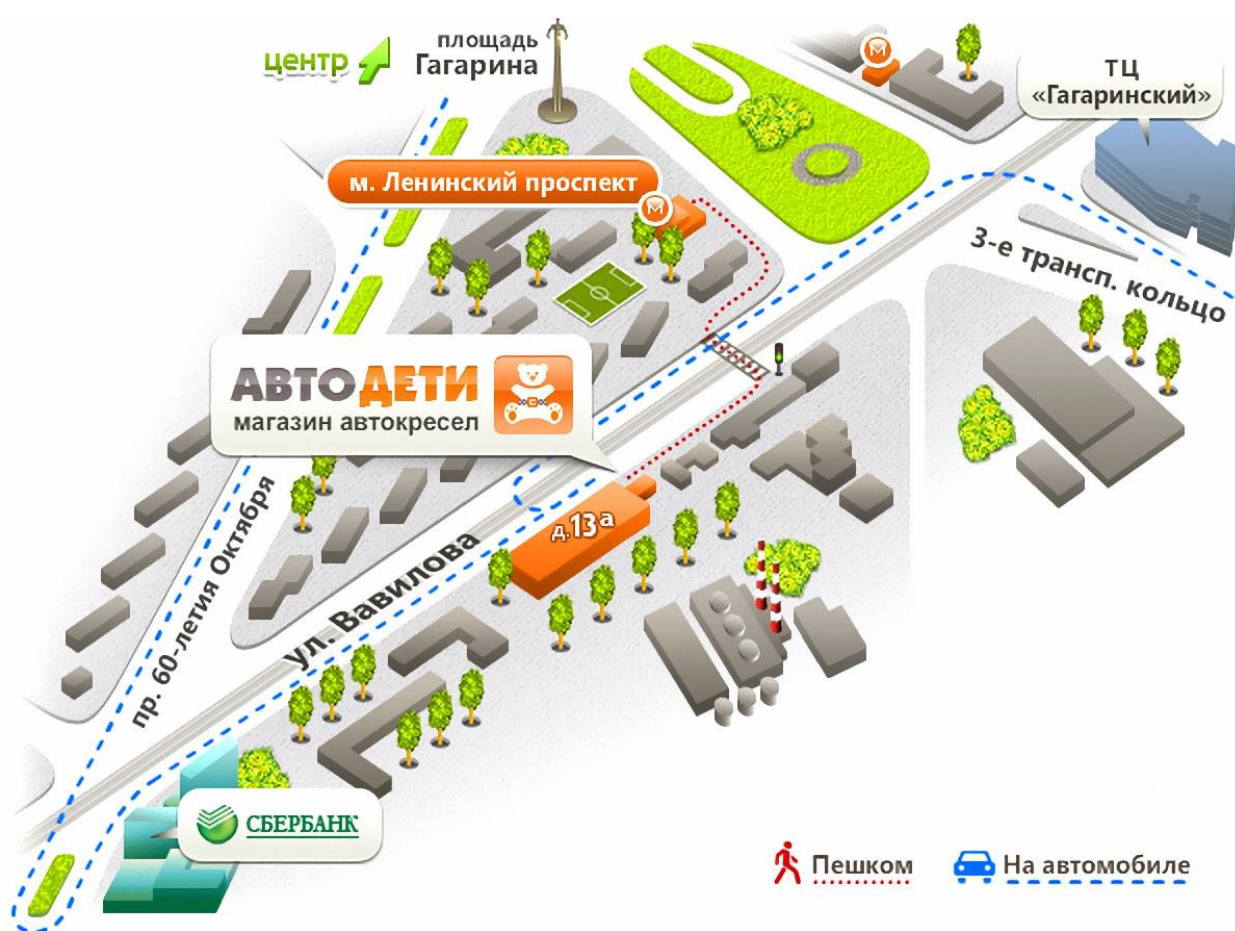 центр
площадь
Гагарина
М
ТЦ
«Гагаринский»
м. Ленинский проспект
М
3-е трансп. кольцо
АВТОДЕТИ
магазин автокресел
д.13а
пр. 60-летия Октября
ул. Вавилова
СБЕРБАНК
Пешком
На автомобиле